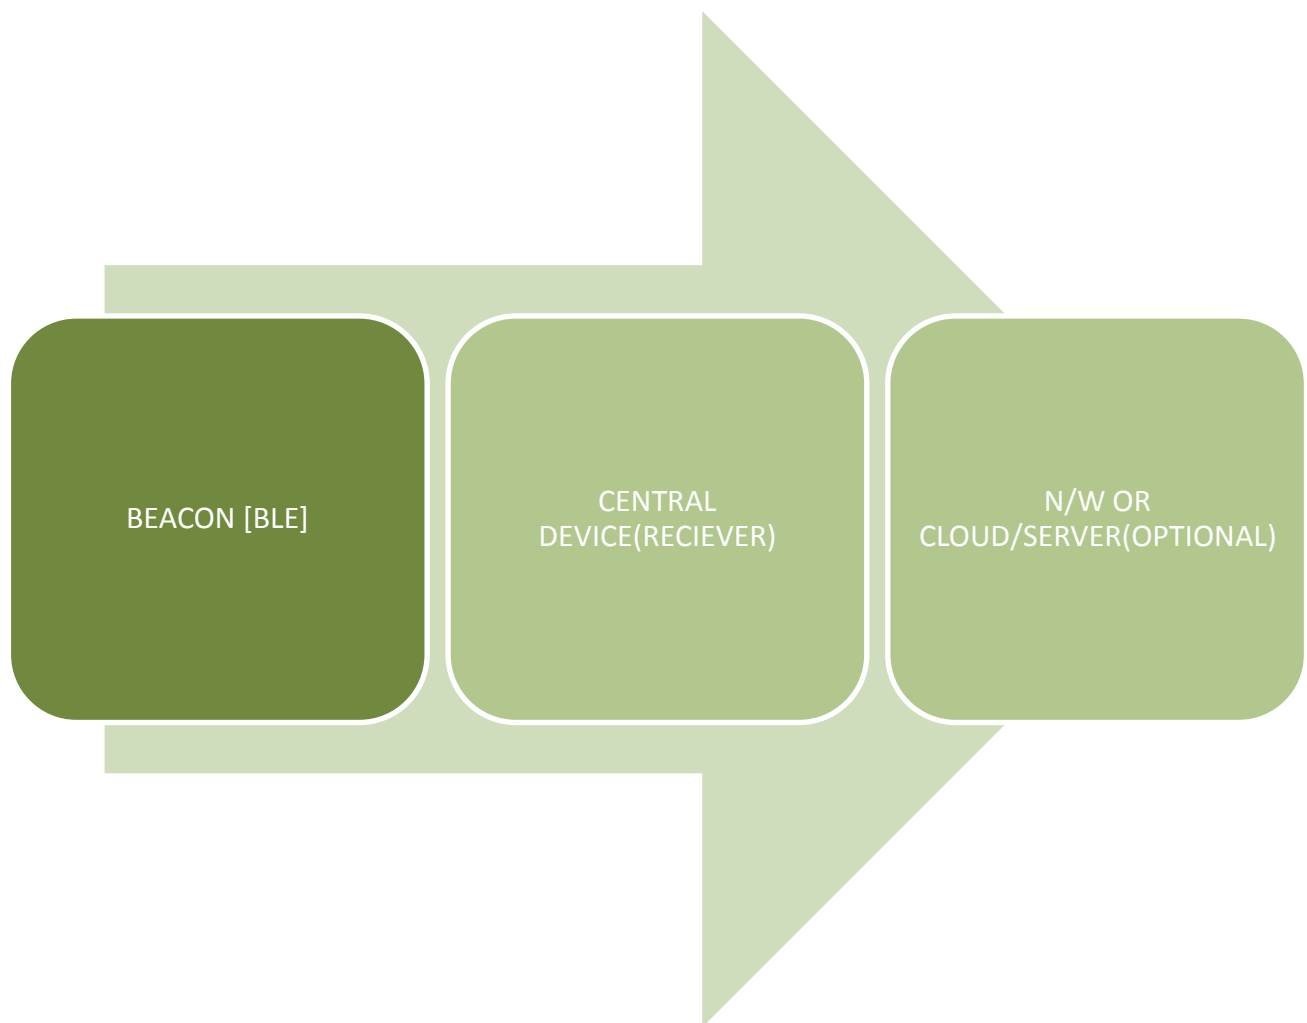 BEACON [BLE]
CENTRAL
DEVICE(RECIEVER)
N/W OR
CLOUD/SERVER(OPTIONAL)